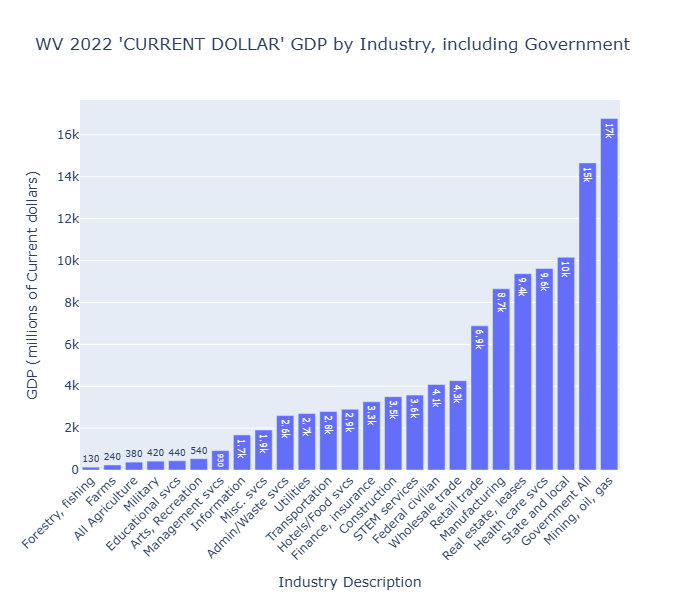 WV 2022 'CURRENT DOLLAR' GDP by Industry, including Government
GDP (millions of Current dollars)
16k
14k
12k
10k
8k
6k
4k
2k
0
130
240
380
420
440
540
930
1.7k
1.9k
2.6k
2.7k
2.8k
2.9k
3.3k
3.5k
3.6k
4.1k
4.3k
6.9k
8.7k
9.4k
9.6k
10k
15k
17k
Forestry, fishing
Farms
All Agriculture
Military
Educational svcs
Arts, Recreation
Management svcs
Information
Misc. svcs
Admin/Waste svcs
Utilities
Transportation
Hotels/Food svcs
Finance, insurance
Construction
STEM services
Federal civilian
Wholesale trade
Retail trade
Manufacturing
Real estate, leases
Health care svcs
State and local
Government All
Mining, oil, gas
Industry Description